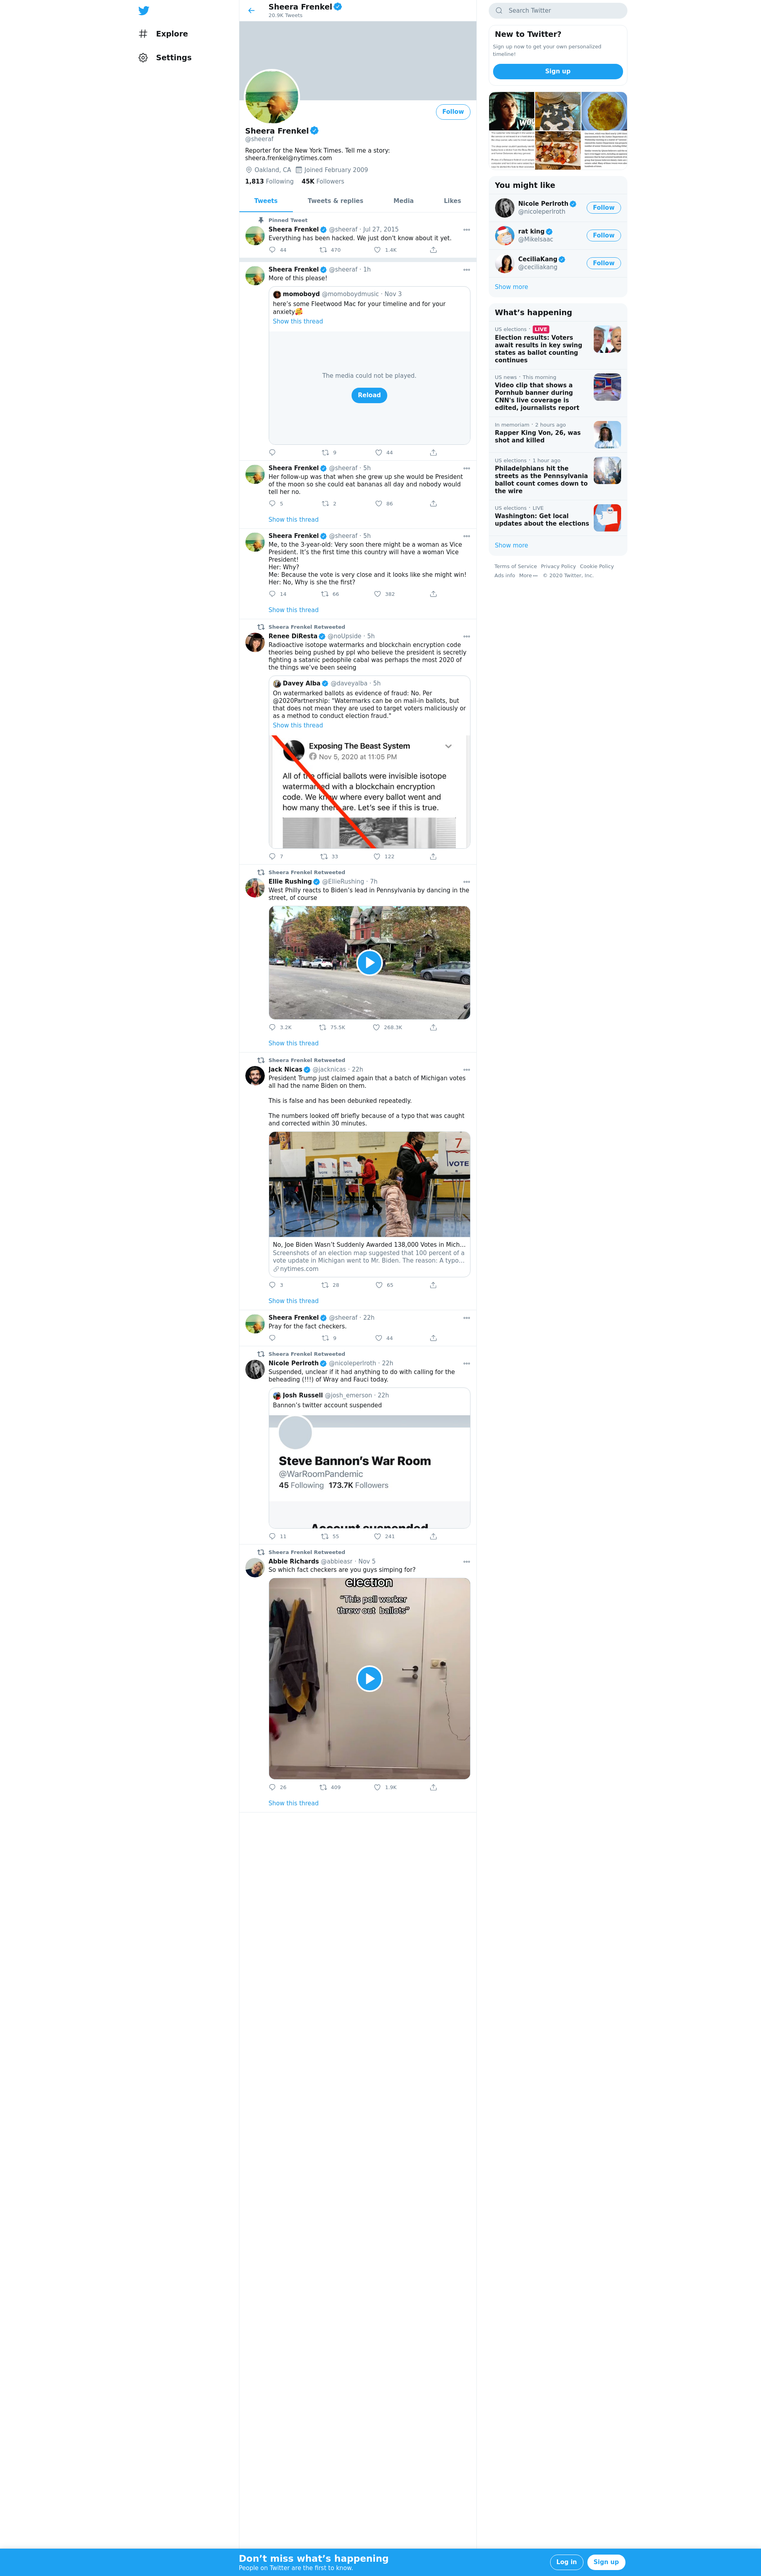 Explore
Settings
Sheera Frenkel
20.9K Tweets
Follow
Sheera Frenkel
@sheeraf
Reporter for the New York Times. Tell me a story:
sheera.frenkel@nytimes.com
Oakland, CA Joined February 2009
1,813 Following 45K Followers
Tweets Tweets & replies Media Likes
Pinned Tweet
Sheera Frenkel @sheeraf · Jul 27, 2015
Everything has been hacked. We just don't know about it yet.
44 470 1.4K
Sheera Frenkel @sheeraf · 1h
More of this please!
momoboyd @momoboydmusic · Nov 3
here's some Fleetwood Mac for your timeline and for your
anxiety🥰
Show this thread
The media could not be played.
Reload
9 44
Sheera Frenkel @sheeraf · 5h
Her follow-up was that when she grew up she would be President
of the moon so she could eat bananas all day and nobody would
tell her no.
5 2 86
Show this thread
Sheera Frenkel @sheeraf · 5h
Me, to the 3-year-old: Very soon there might be a woman as Vice
President. It's the first time this country will have a woman Vice
President!
Her: Why?
Me: Because the vote is very close and it looks like she might win!
Her: No, Why is she the first?
14 66 382
Show this thread
Sheera Frenkel Retweeted
Renee DiResta @noUpside · 5h
Radioactive isotope watermarks and blockchain encryption code
theories being pushed by ppl who believe the president is secretly
fighting a satanic pedophile cabal was perhaps the most 2020 of
the things we've been seeing
Davey Alba @daveyalba · 5h
On watermarked ballots as evidence of fraud: No. Per
@2020Partnership: "Watermarks can be on mail-in ballots, but
that does not mean they are used to target voters maliciously or
as a method to conduct election fraud."
Show this thread
Exposing The Beast System
Nov 5, 2020 at 11:05 PM
All of the official ballots were invisible isotope
watermarked with a blockchain encryption
code. We know where every ballot went and
how many there are. Let's see if this is true.
7 33 122
Sheera Frenkel Retweeted
Ellie Rushing @EllieRushing · 7h
West Philly reacts to Biden's lead in Pennsylvania by dancing in the
street, of course
3.2K 75.5K 268.3K
Show this thread
Sheera Frenkel Retweeted
Jack Nicas @jacknicas · 22h
President Trump just claimed again that a batch of Michigan votes
all had the name Biden on them.
This is false and has been debunked repeatedly.
The numbers looked off briefly because of a typo that was caught
and corrected within 30 minutes.
7
VOTE
No, Joe Biden Wasn't Suddenly Awarded 138,000 Votes in Mich...
Screenshots of an election map suggested that 100 percent of a
vote update in Michigan went to Mr. Biden. The reason: A typo...
nytimes.com
3 28 65
Show this thread
Sheera Frenkel @sheeraf · 22h
Pray for the fact checkers.
9 44
Sheera Frenkel Retweeted
Nicole Perlroth @nicoleperlroth · 22h
Suspended, unclear if it had anything to do with calling for the
beheading (!!!) of Wray and Fauci today.
Josh Russell @josh_emerson · 22h
Bannon's twitter account suspended
Steve Bannon's War Room
@WarRoomPandemic
45 Following 173.7K Followers
Account suspended
11 55 241
Sheera Frenkel Retweeted
Abbie Richards @abbieasr · Nov 5
So which fact checkers are you guys simping for?
election
"This poll worker
threw out ballots"
26 409 1.9K
Show this thread
Search Twitter
New to Twitter?
Sign up now to get your own personalized
timeline!
Sign up
You might like
Nicole Perlroth
@nicoleperlroth
Follow
rat king
@MikeIsaac
Follow
CeciliaKang
@ceciliakang
Follow
Show more
What's happening
US elections · LIVE
Election results: Voters
await results in key swing
states as ballot counting
continues
US news · This morning
Video clip that shows a
Pornhub banner during
CNN's live coverage is
edited, journalists report
In memoriam · 2 hours ago
Rapper King Von, 26, was
shot and killed
US elections · 1 hour ago
Philadelphians hit the
streets as the Pennsylvania
ballot count comes down to
the wire
US elections · LIVE
Washington: Get local
updates about the elections
Show more
Terms of Service Privacy Policy Cookie Policy
Ads info More © 2020 Twitter, Inc.
Don't miss what's happening
People on Twitter are the first to know.
Log in Sign up